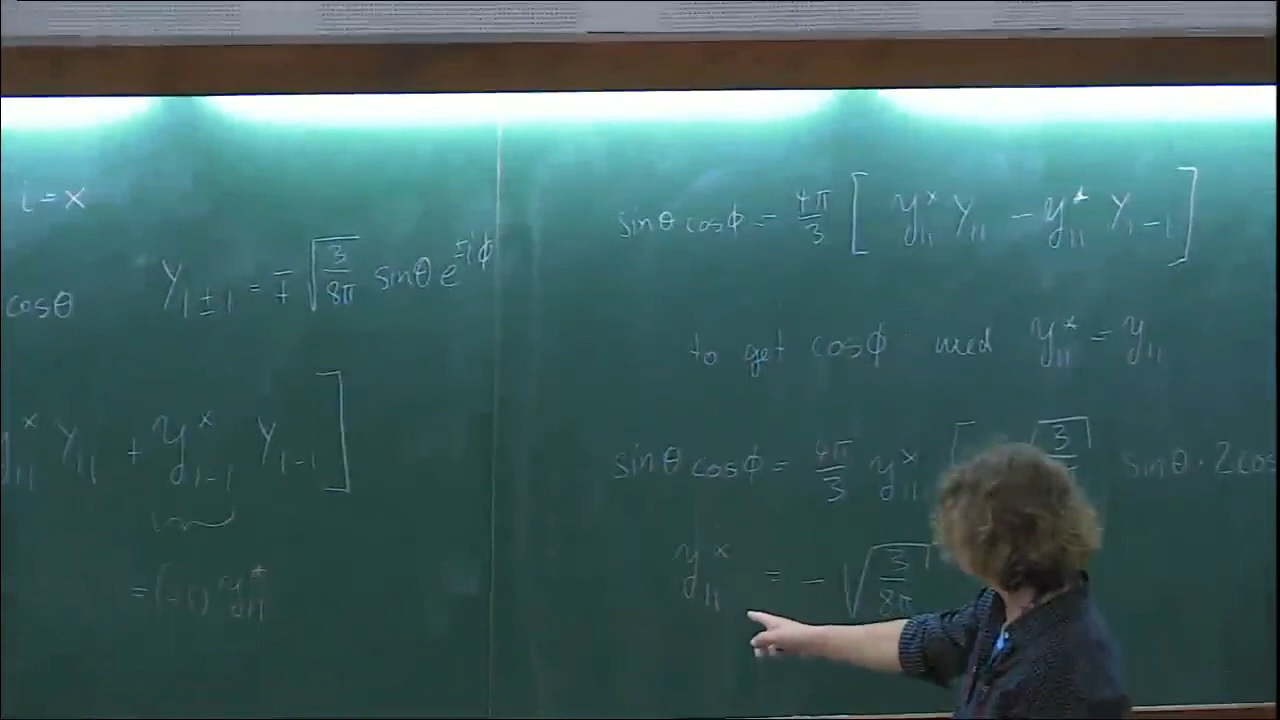 i = x
cosθ    Y_{1±1} = ∓ √(3/8π) sinθ e^{±iφ}
y*_{11} Y_{11} + y*_{1-1} Y_{1-1} ]
= (-1) y*_{11}
sinθ cosφ = 4π/3 [ y*_{11} Y_{11} - y*_{11} Y_{1-1} ]
to get cosφ need y*_{11} = y_{11}
sinθ cosφ = 4π/3 y*_{11} [ √3 sinθ · 2cos
y*_{11} = - √(3/8π)